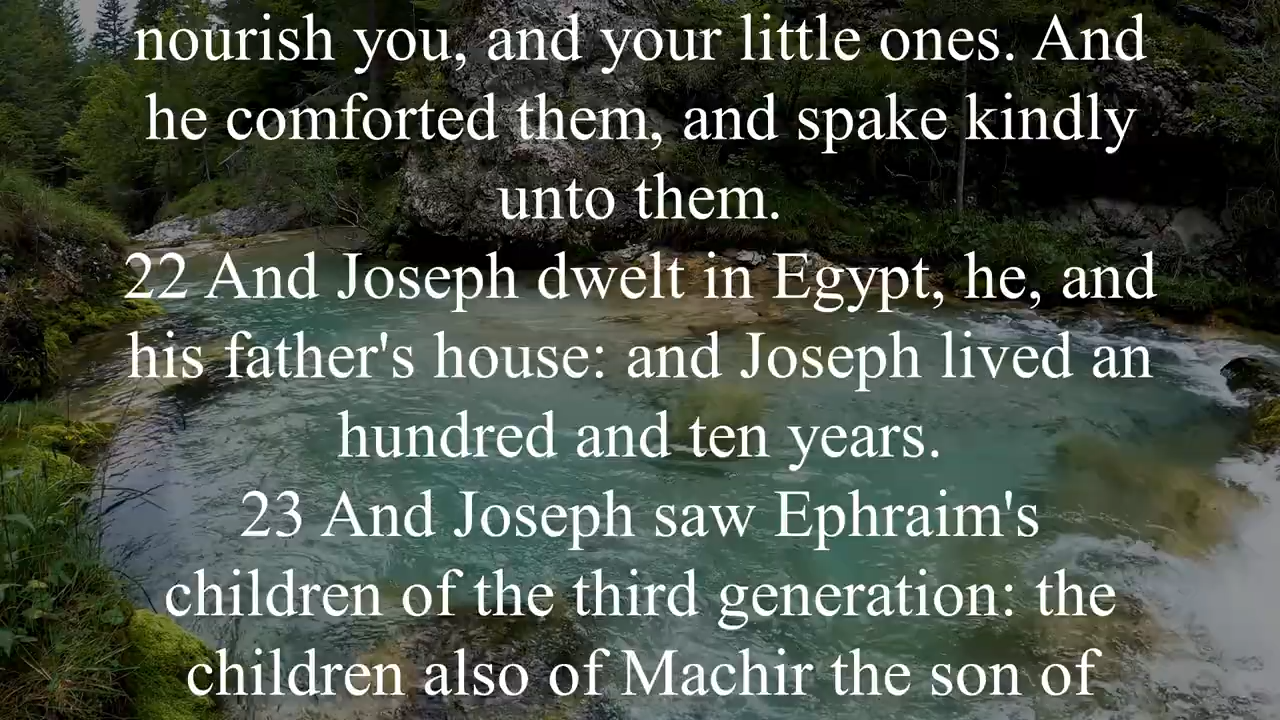 nourish you, and your little ones. And
he comforted them, and spake kindly
unto them.
22 And Joseph dwelt in Egypt, he, and
his father's house: and Joseph lived an
hundred and ten years.
23 And Joseph saw Ephraim's
children of the third generation: the
children also of Machir the son of